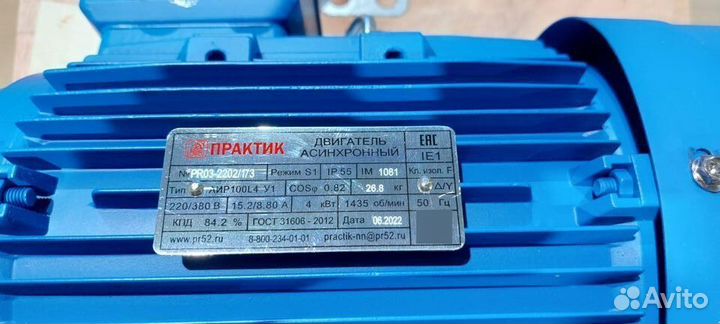 ПРАКТИК ДВИГАТЕЛЬ АСИНХРОННЫЙ EAC IE1
№ PR03-2202/173 Режим S1 IP 55 IM 1081 Кл. изол. F
Тип АИР100L4 У1 COSφ 0.82 26.8 кг Δ/Y
220/380 В 15.2/8.80 А 4 кВт 1435 об/мин 50 Гц
КПД 84.2 % ГОСТ 31606 - 2012 Дата 06.2022
www.pr52.ru 8-800-234-01-01 practik-nn@pr52.ru
Avito